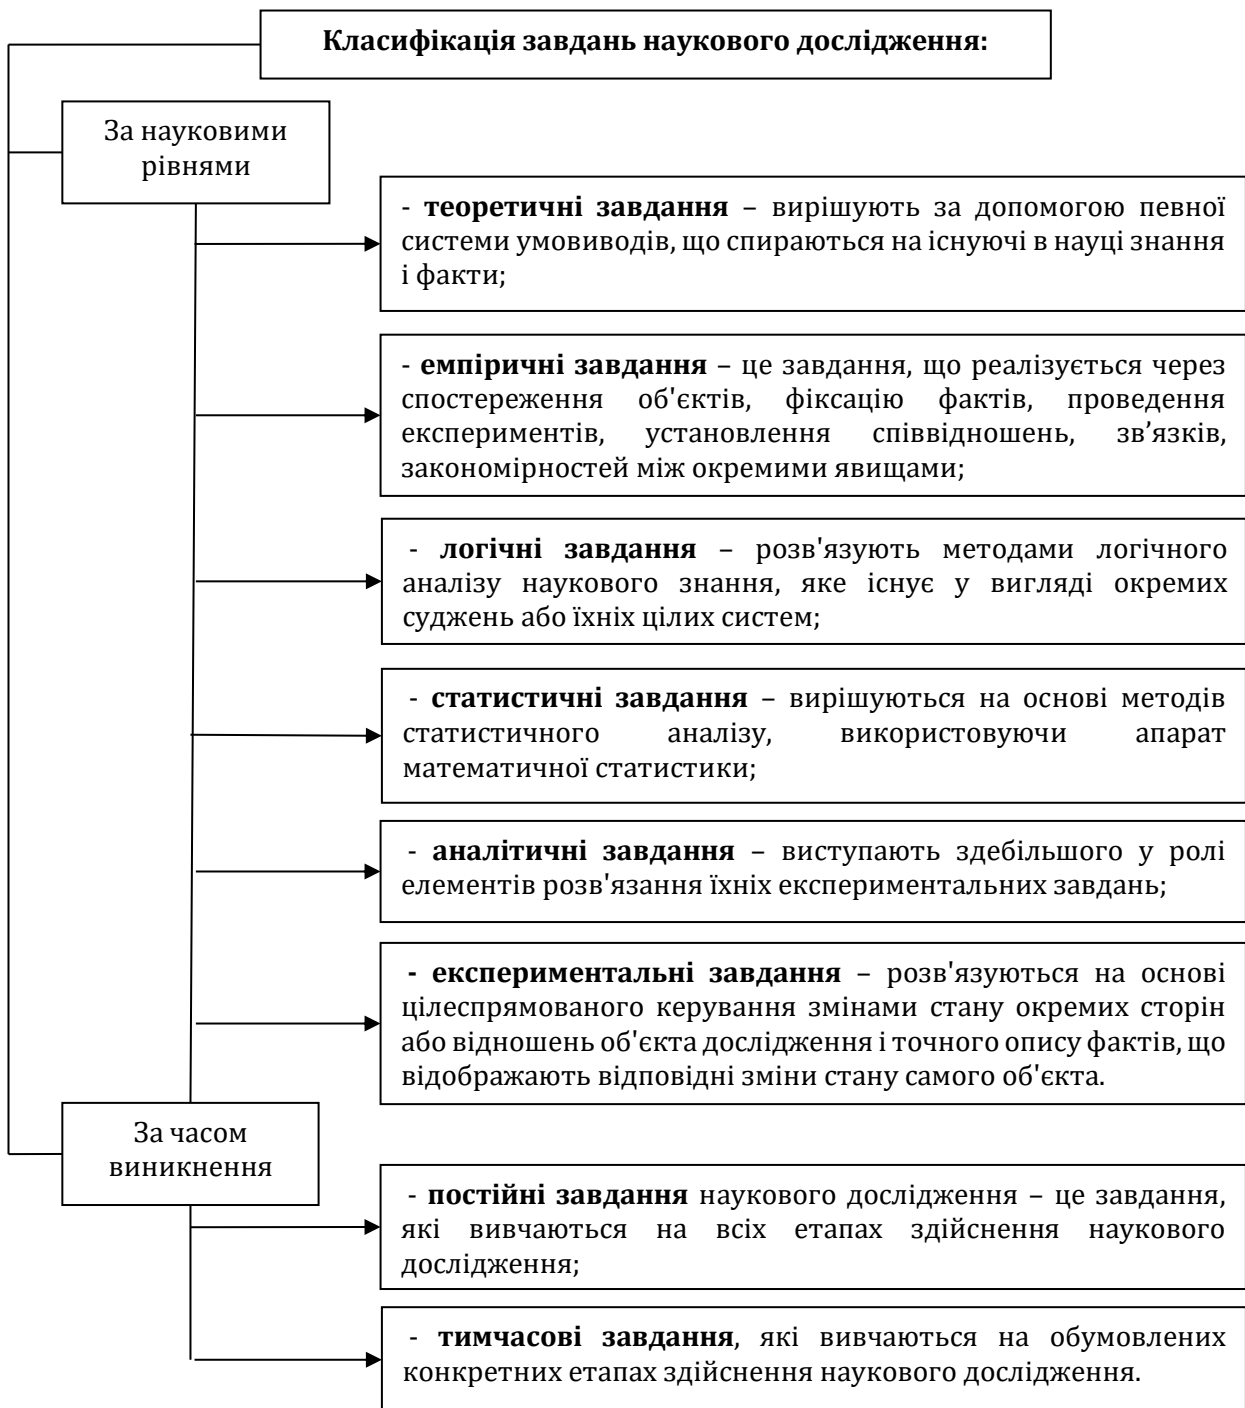 Класифікація завдань наукового дослідження:
За науковими
рівнями
- теоретичні завдання – вирішують за допомогою певної
системи умовиводів, що спираються на існуючі в науці знання
і факти;
- емпіричні завдання – це завдання, що реалізується через
спостереження об'єктів, фіксацію фактів, проведення
експериментів, установлення співвідношень, зв’язків,
закономірностей між окремими явищами;
- логічні завдання – розв'язують методами логічного
аналізу наукового знання, яке існує у вигляді окремих
суджень або їхніх цілих систем;
- статистичні завдання – вирішуються на основі методів
статистичного аналізу, використовуючи апарат
математичної статистики;
- аналітичні завдання – виступають здебільшого у ролі
елементів розв'язання їхніх експериментальних завдань;
- експериментальні завдання – розв'язуються на основі
цілеспрямованого керування змінами стану окремих сторін
або відношень об'єкта дослідження і точного опису фактів, що
відображають відповідні зміни стану самого об'єкта.
За часом
виникнення
- постійні завдання наукового дослідження – це завдання,
які вивчаються на всіх етапах здійснення наукового
дослідження;
- тимчасові завдання, які вивчаються на обумовлених
конкретних етапах здійснення наукового дослідження.